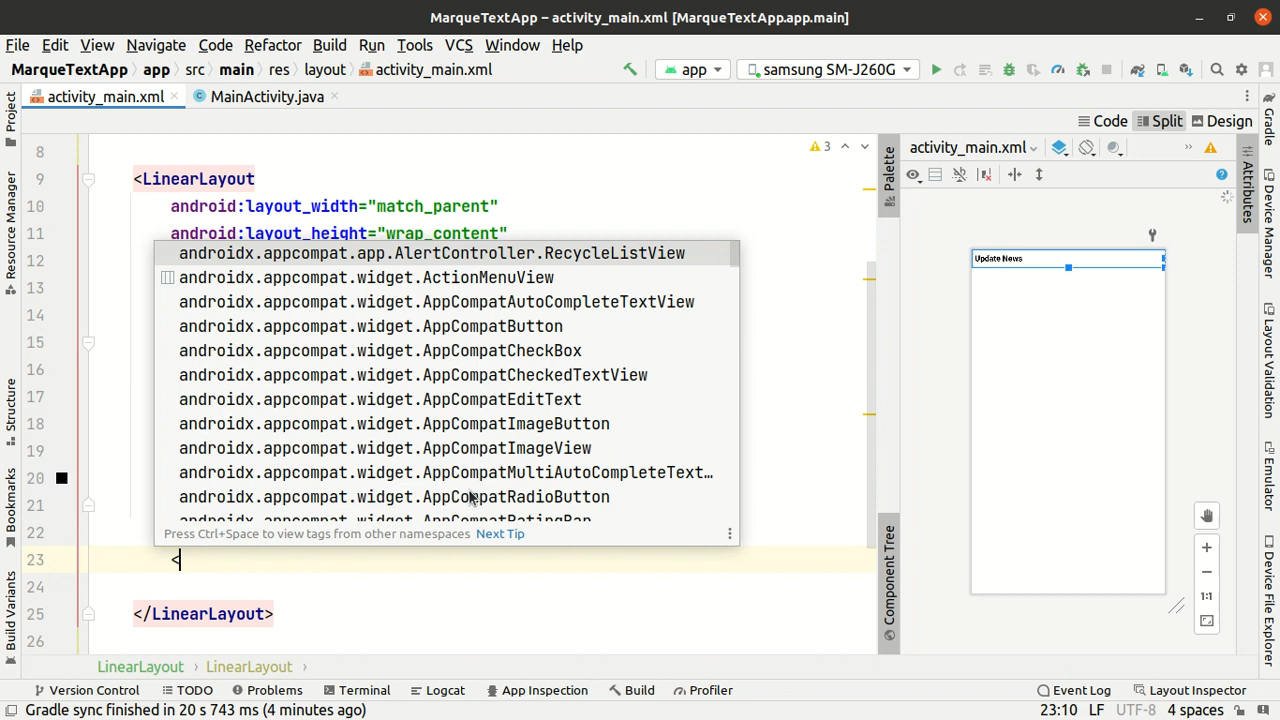 MarqueTextApp – activity_main.xml [MarqueTextApp.app.main]
File Edit View Navigate Code Refactor Build Run Tools VCS Window Help
MarqueTextApp › app › src › main › res › layout › activity_main.xml
app
samsung SM-J260G
activity_main.xml
MainActivity.java
Code Split Design
Project
Resource Manager
Structure
Bookmarks
Build Variants
8
9 <LinearLayout
10 android:layout_width="match_parent"
11 android:layout_height="wrap_content"
12
13
14
15
16
17
18
19
20
21
22
23 <
24
25 </LinearLayout>
26
3
androidx.appcompat.app.AlertController.RecycleListView
androidx.appcompat.widget.ActionMenuView
androidx.appcompat.widget.AppCompatAutoCompleteTextView
androidx.appcompat.widget.AppCompatButton
androidx.appcompat.widget.AppCompatCheckBox
androidx.appcompat.widget.AppCompatCheckedTextView
androidx.appcompat.widget.AppCompatEditText
androidx.appcompat.widget.AppCompatImageButton
androidx.appcompat.widget.AppCompatImageView
androidx.appcompat.widget.AppCompatMultiAutoCompleteText…
androidx.appcompat.widget.AppCompatRadioButton
androidx.appcompat.widget.AppCompatRatingBar
Press Ctrl+Space to view tags from other namespaces Next Tip
LinearLayout › LinearLayout ›
Palette
Component Tree
activity_main.xml
Update News
1:1
Attributes
Gradle
Device Manager
Layout Validation
Emulator
Device File Explorer
Version Control TODO Problems Terminal Logcat App Inspection Build Profiler Event Log Layout Inspector
Gradle sync finished in 20 s 743 ms (4 minutes ago)
23:10 LF UTF-8 4 spaces